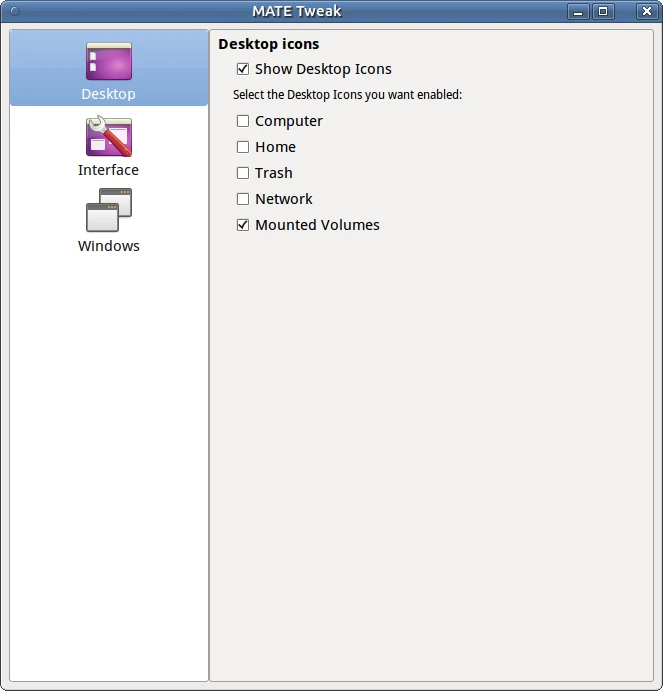 MATE Tweak
Desktop
Interface
Windows
Desktop icons
Show Desktop Icons
Select the Desktop Icons you want enabled:
Computer
Home
Trash
Network
Mounted Volumes